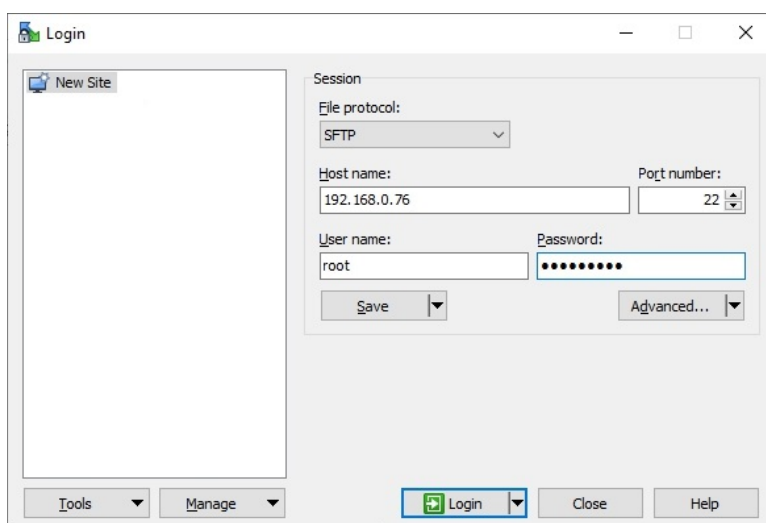 Login
New Site
Session
File protocol:
SFTP
Host name: Port number:
192.168.0.76 22
User name: Password:
root •••••••••
Save Advanced...
Tools Manage Login Close Help